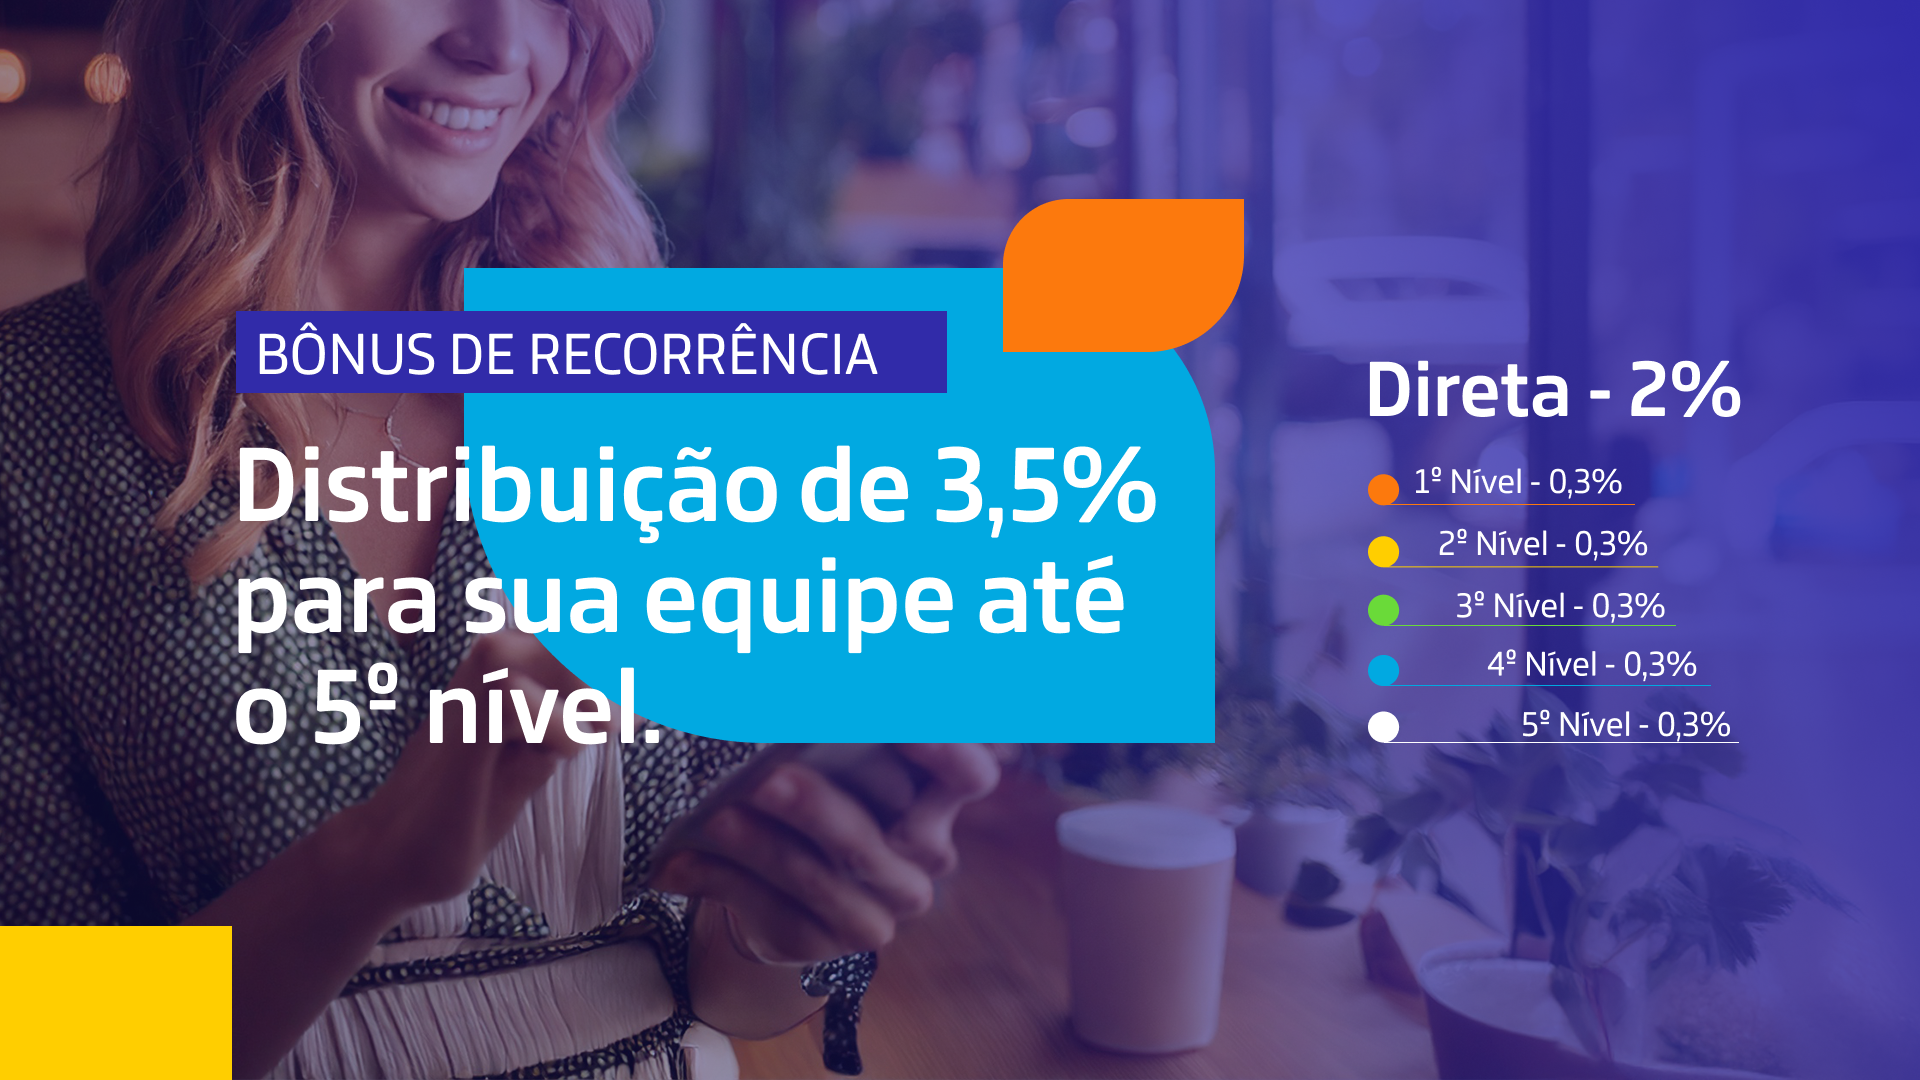 BÔNUS DE RECORRÊNCIA
Distribuição de 3,5%
para sua equipe até
o 5º nível.
Direta - 2%
1º Nível - 0,3%
2º Nível - 0,3%
3º Nível - 0,3%
4º Nível - 0,3%
5º Nível - 0,3%